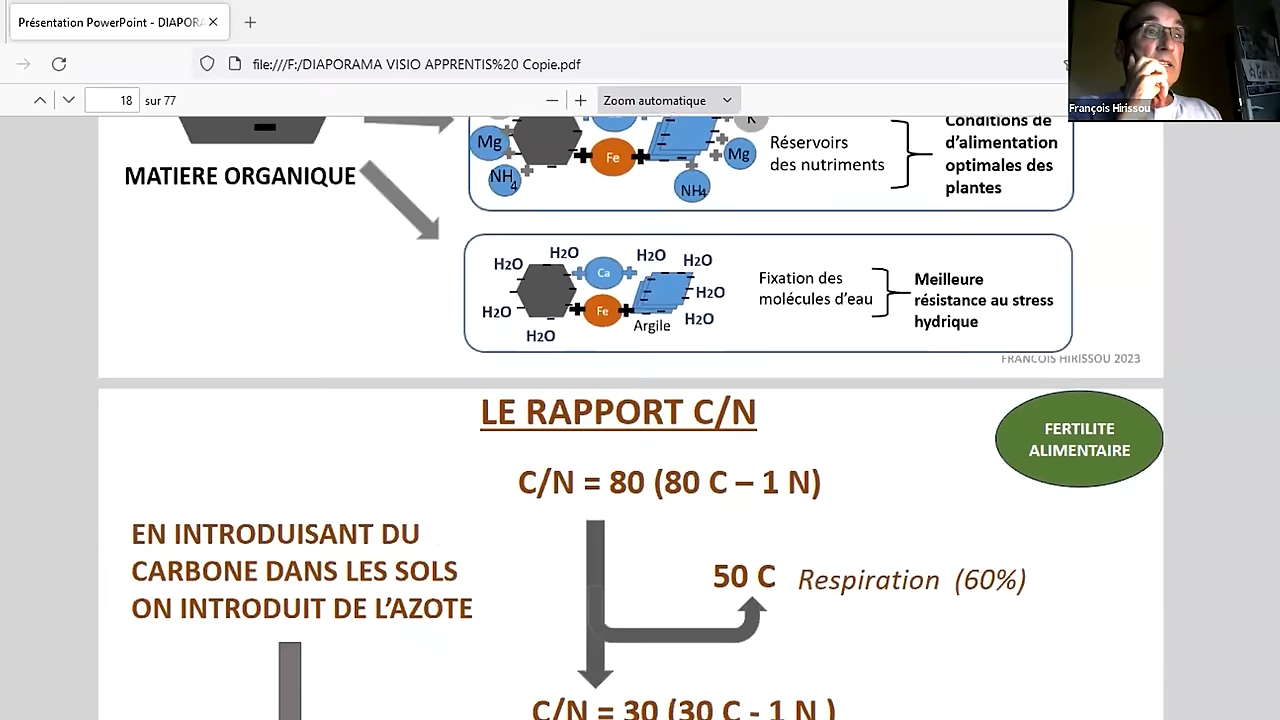 Présentation PowerPoint - DIAPORA
file:///F:/DIAPORAMA VISIO APPRENTIS%20 Copie.pdf
18 sur 77
Zoom automatique
François Hirissou
MATIERE ORGANIQUE
Mg
NH4
Fe
K
Mg
NH4
Réservoirs
des nutriments
Conditions de
d’alimentation
optimales des
plantes
H2O
H2O
H2O
H2O
H2O
H2O
H2O
H2O
Ca
Fe
Argile
Fixation des
molécules d’eau
Meilleure
résistance au stress
hydrique
FRANCOIS HIRISSOU 2023
LE RAPPORT C/N
FERTILITE
ALIMENTAIRE
C/N = 80 (80 C – 1 N)
EN INTRODUISANT DU
CARBONE DANS LES SOLS
ON INTRODUIT DE L’AZOTE
50 C Respiration (60%)
C/N = 30 (30 C - 1 N )